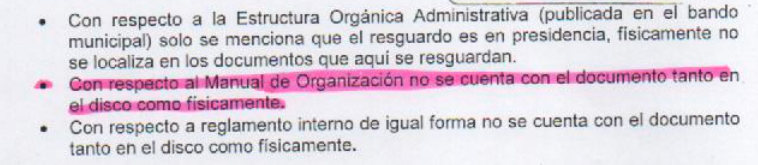 • Con respecto a la Estructura Orgánica Administrativa (publicada en el bando
municipal) solo se menciona que el resguardo es en presidencia, físicamente no
se localiza en los documentos que aquí se resguardan.
• Con respecto al Manual de Organización no se cuenta con el documento tanto en
el disco como físicamente.
• Con respecto a reglamento interno de igual forma no se cuenta con el documento
tanto en el disco como físicamente.